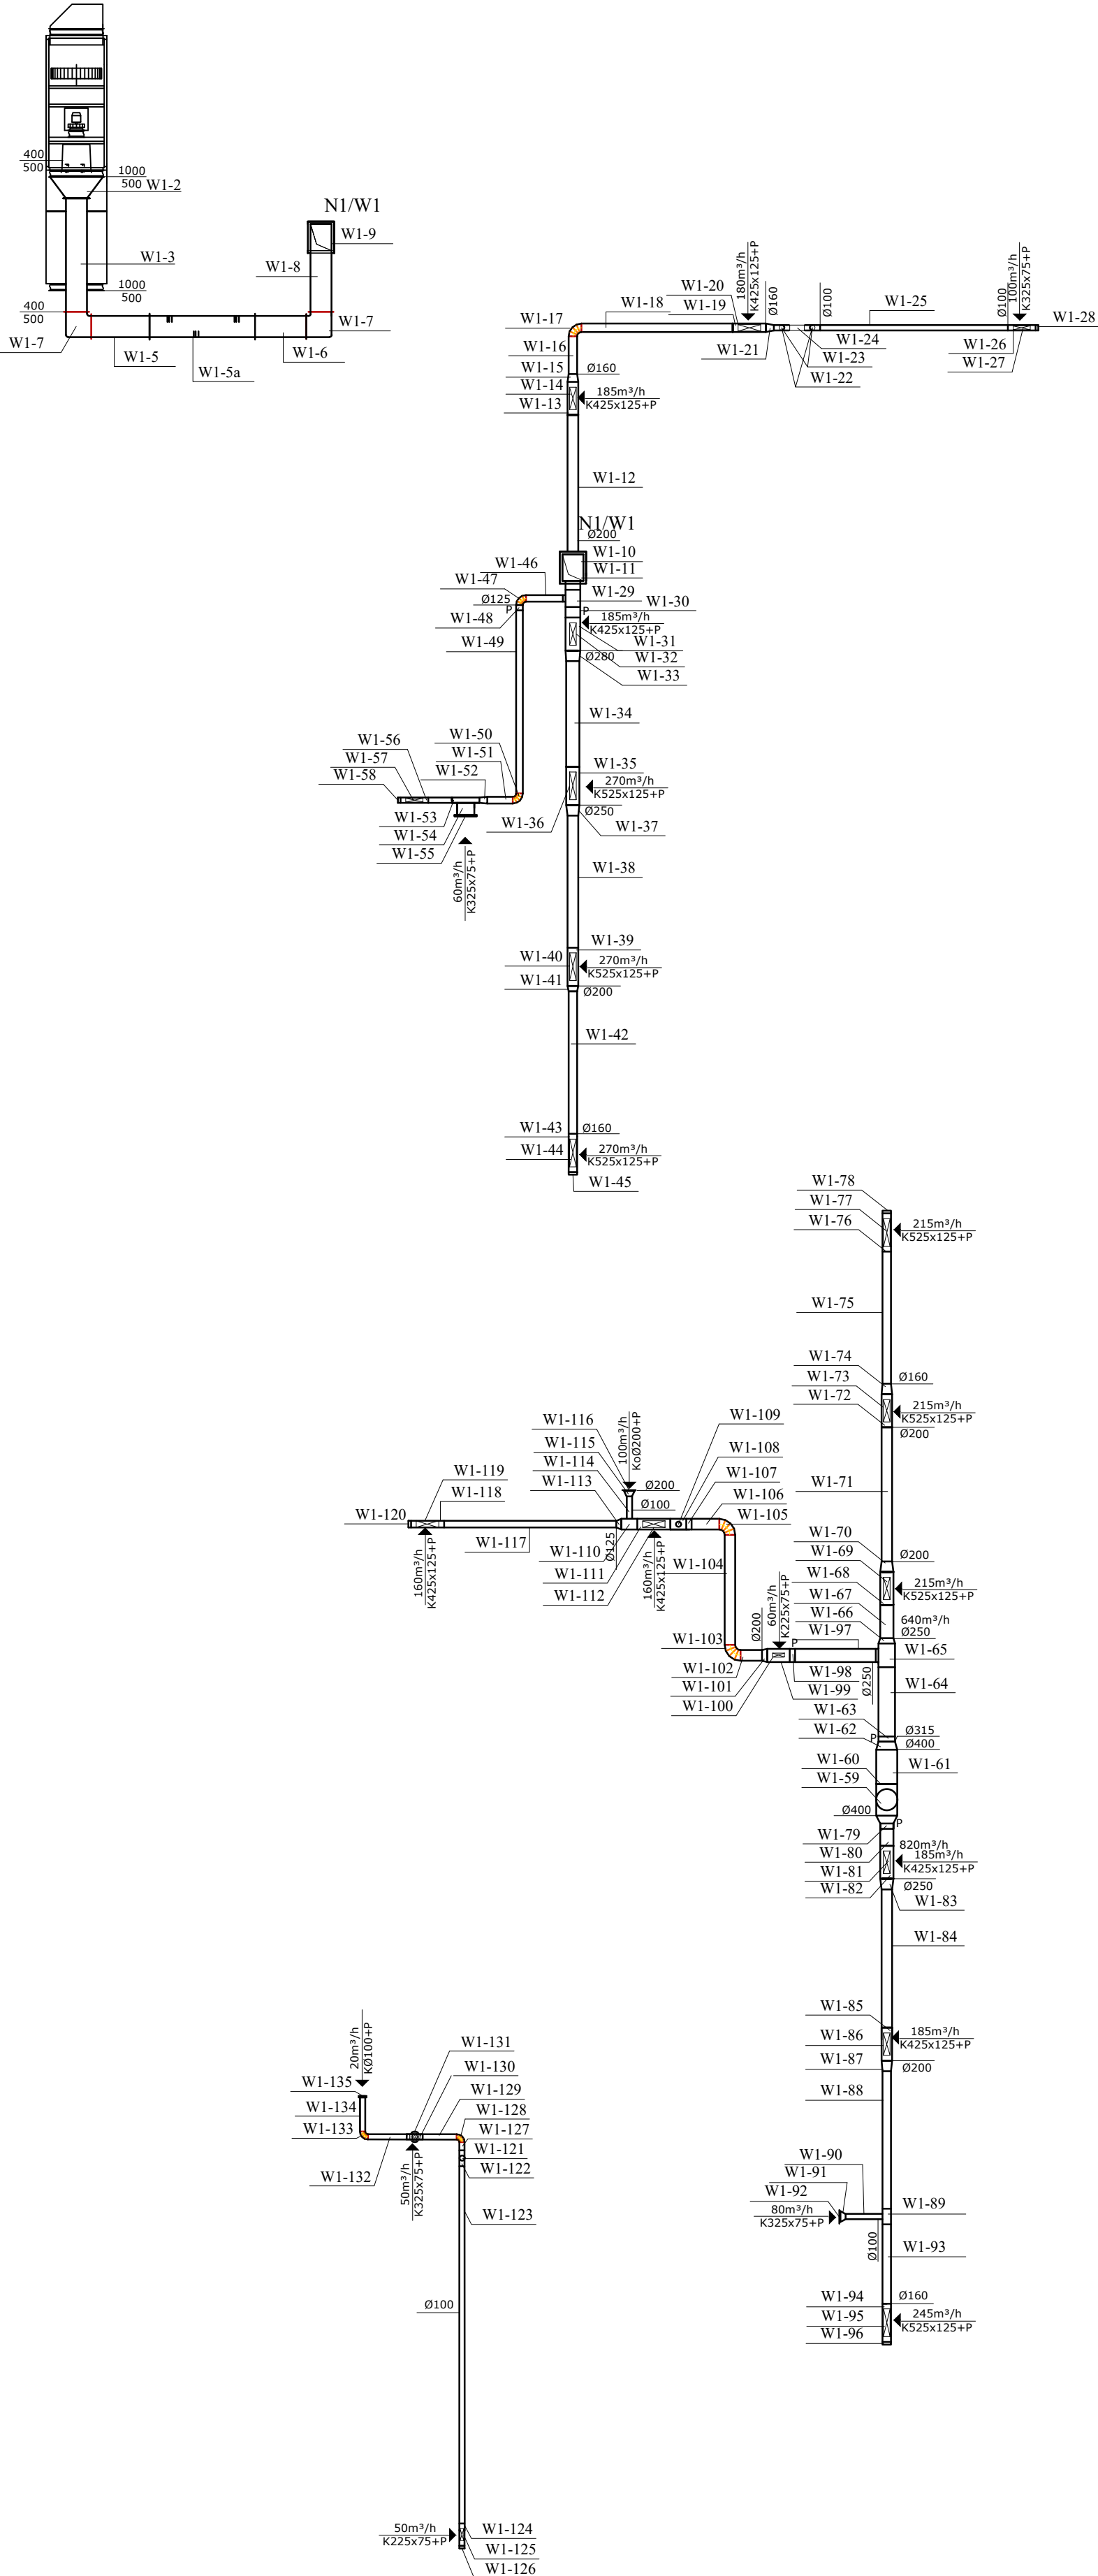 400
500
1000
500
W1-2
N1/W1
W1-9
W1-3
W1-8
1000
500
400
500
W1-7
W1-5
W1-5a
W1-6
W1-7
W1-20
W1-18
W1-19
180m³/h
K425x125+P
Ø160
W1-21
Ø100
W1-25
Ø100
100m³/h
K325x75+P
W1-28
W1-24
W1-23
W1-22
W1-26
W1-27
W1-17
W1-16
W1-15
Ø160
W1-14
185m³/h
K425x125+P
W1-13
W1-12
N1/W1
Ø200
W1-10
W1-11
W1-46
W1-47
Ø125
P
W1-48
W1-49
W1-29
W1-30
P
185m³/h
K425x125+P
W1-31
W1-32
Ø280
W1-33
W1-34
W1-50
W1-51
W1-52
W1-56
W1-57
W1-58
W1-53
W1-54
W1-55
60m³/h
K325x75+P
W1-35
270m³/h
K525x125+P
W1-36
Ø250
W1-37
W1-38
W1-39
W1-40
270m³/h
K525x125+P
W1-41
Ø200
W1-42
W1-43
Ø160
W1-44
270m³/h
K525x125+P
W1-45
W1-78
W1-77
W1-76
215m³/h
K525x125+P
W1-75
W1-74
Ø160
W1-73
215m³/h
K525x125+P
W1-72
Ø200
W1-71
W1-70
Ø200
W1-69
215m³/h
K525x125+P
W1-68
W1-67
W1-66
640m³/h
Ø250
W1-97
W1-65
W1-116
W1-115
W1-114
W1-113
100m³/h
KoØ200+P
Ø200
Ø100
W1-109
W1-108
W1-107
W1-106
W1-105
W1-119
W1-118
W1-120
W1-117
160m³/h
K425x125+P
W1-110
W1-111
W1-112
Ø125
160m³/h
K425x125+P
W1-104
W1-103
W1-102
W1-101
W1-100
Ø200
60m³/h
K225x75+P
P
W1-98
W1-99
Ø250
W1-64
W1-63
W1-62
P
Ø315
Ø400
W1-60
W1-61
W1-59
Ø400
P
W1-79
W1-80
820m³/h
W1-81
185m³/h
K425x125+P
W1-82
Ø250
W1-83
W1-84
W1-85
W1-86
185m³/h
K425x125+P
W1-87
Ø200
W1-88
W1-90
W1-91
W1-92
80m³/h
K325x75+P
W1-89
Ø100
W1-93
W1-94
Ø160
W1-95
245m³/h
K525x125+P
W1-96
20m³/h
KØ100+P
W1-135
W1-134
W1-133
W1-132
W1-131
W1-130
W1-129
W1-128
W1-127
W1-121
W1-122
50m³/h
K325x75+P
W1-123
Ø100
50m³/h
K225x75+P
W1-124
W1-125
W1-126